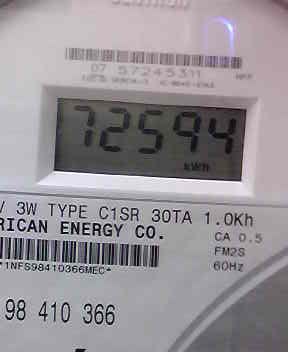 07 57245311
72594
kWh
V 3W TYPE C1SR 30TA 1.0Kh
RICAN ENERGY CO.
CA 0.5
FM2S
60Hz
*1NFS98410366MEC*
98 410 366